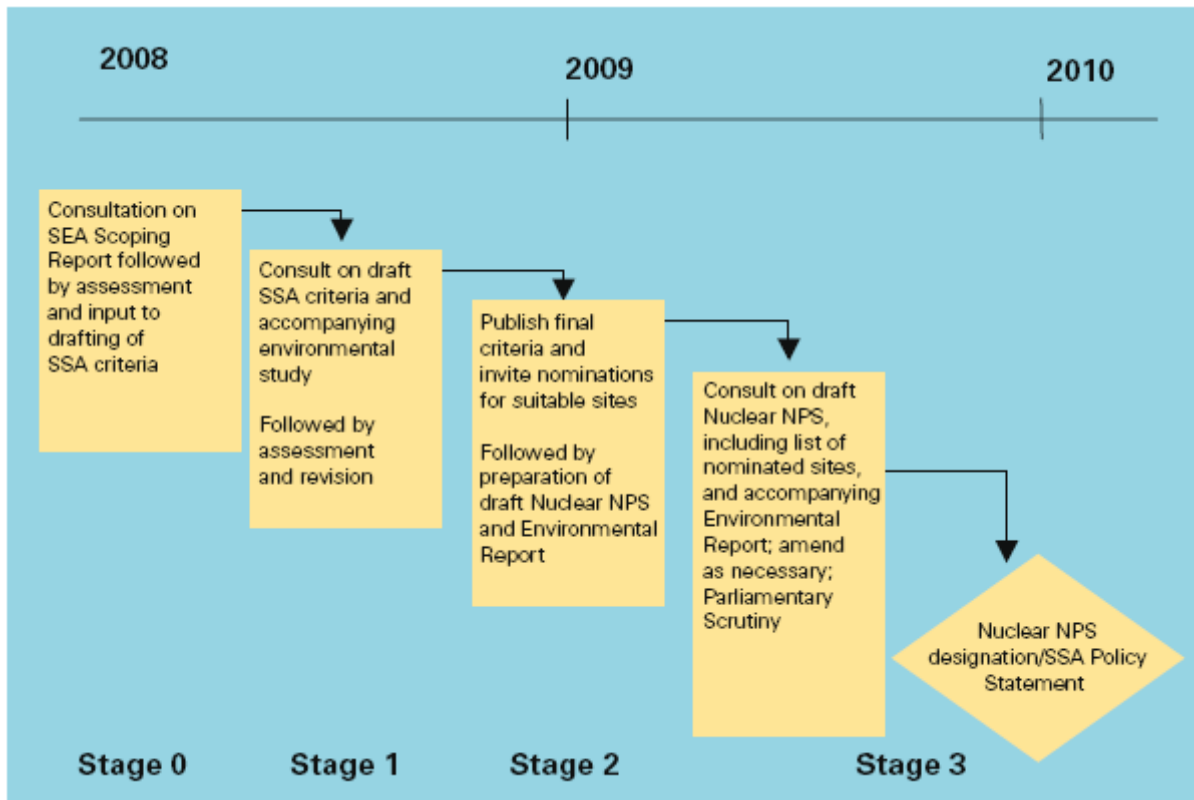 2008
2009
2010
Consultation on
SEA Scoping
Report followed
by assessment
and input to
drafting of
SSA criteria
Consult on draft
SSA criteria and
accompanying
environmental
study
Followed by
assessment
and revision
Publish final
criteria and
invite nominations
for suitable sites
Followed by
preparation of
draft Nuclear NPS
and Environmental
Report
Consult on draft
Nuclear NPS,
including list of
nominated sites,
and accompanying
Environmental
Report; amend
as necessary;
Parliamentary
Scrutiny
Nuclear NPS
designation/SSA Policy
Statement
Stage 0
Stage 1
Stage 2
Stage 3